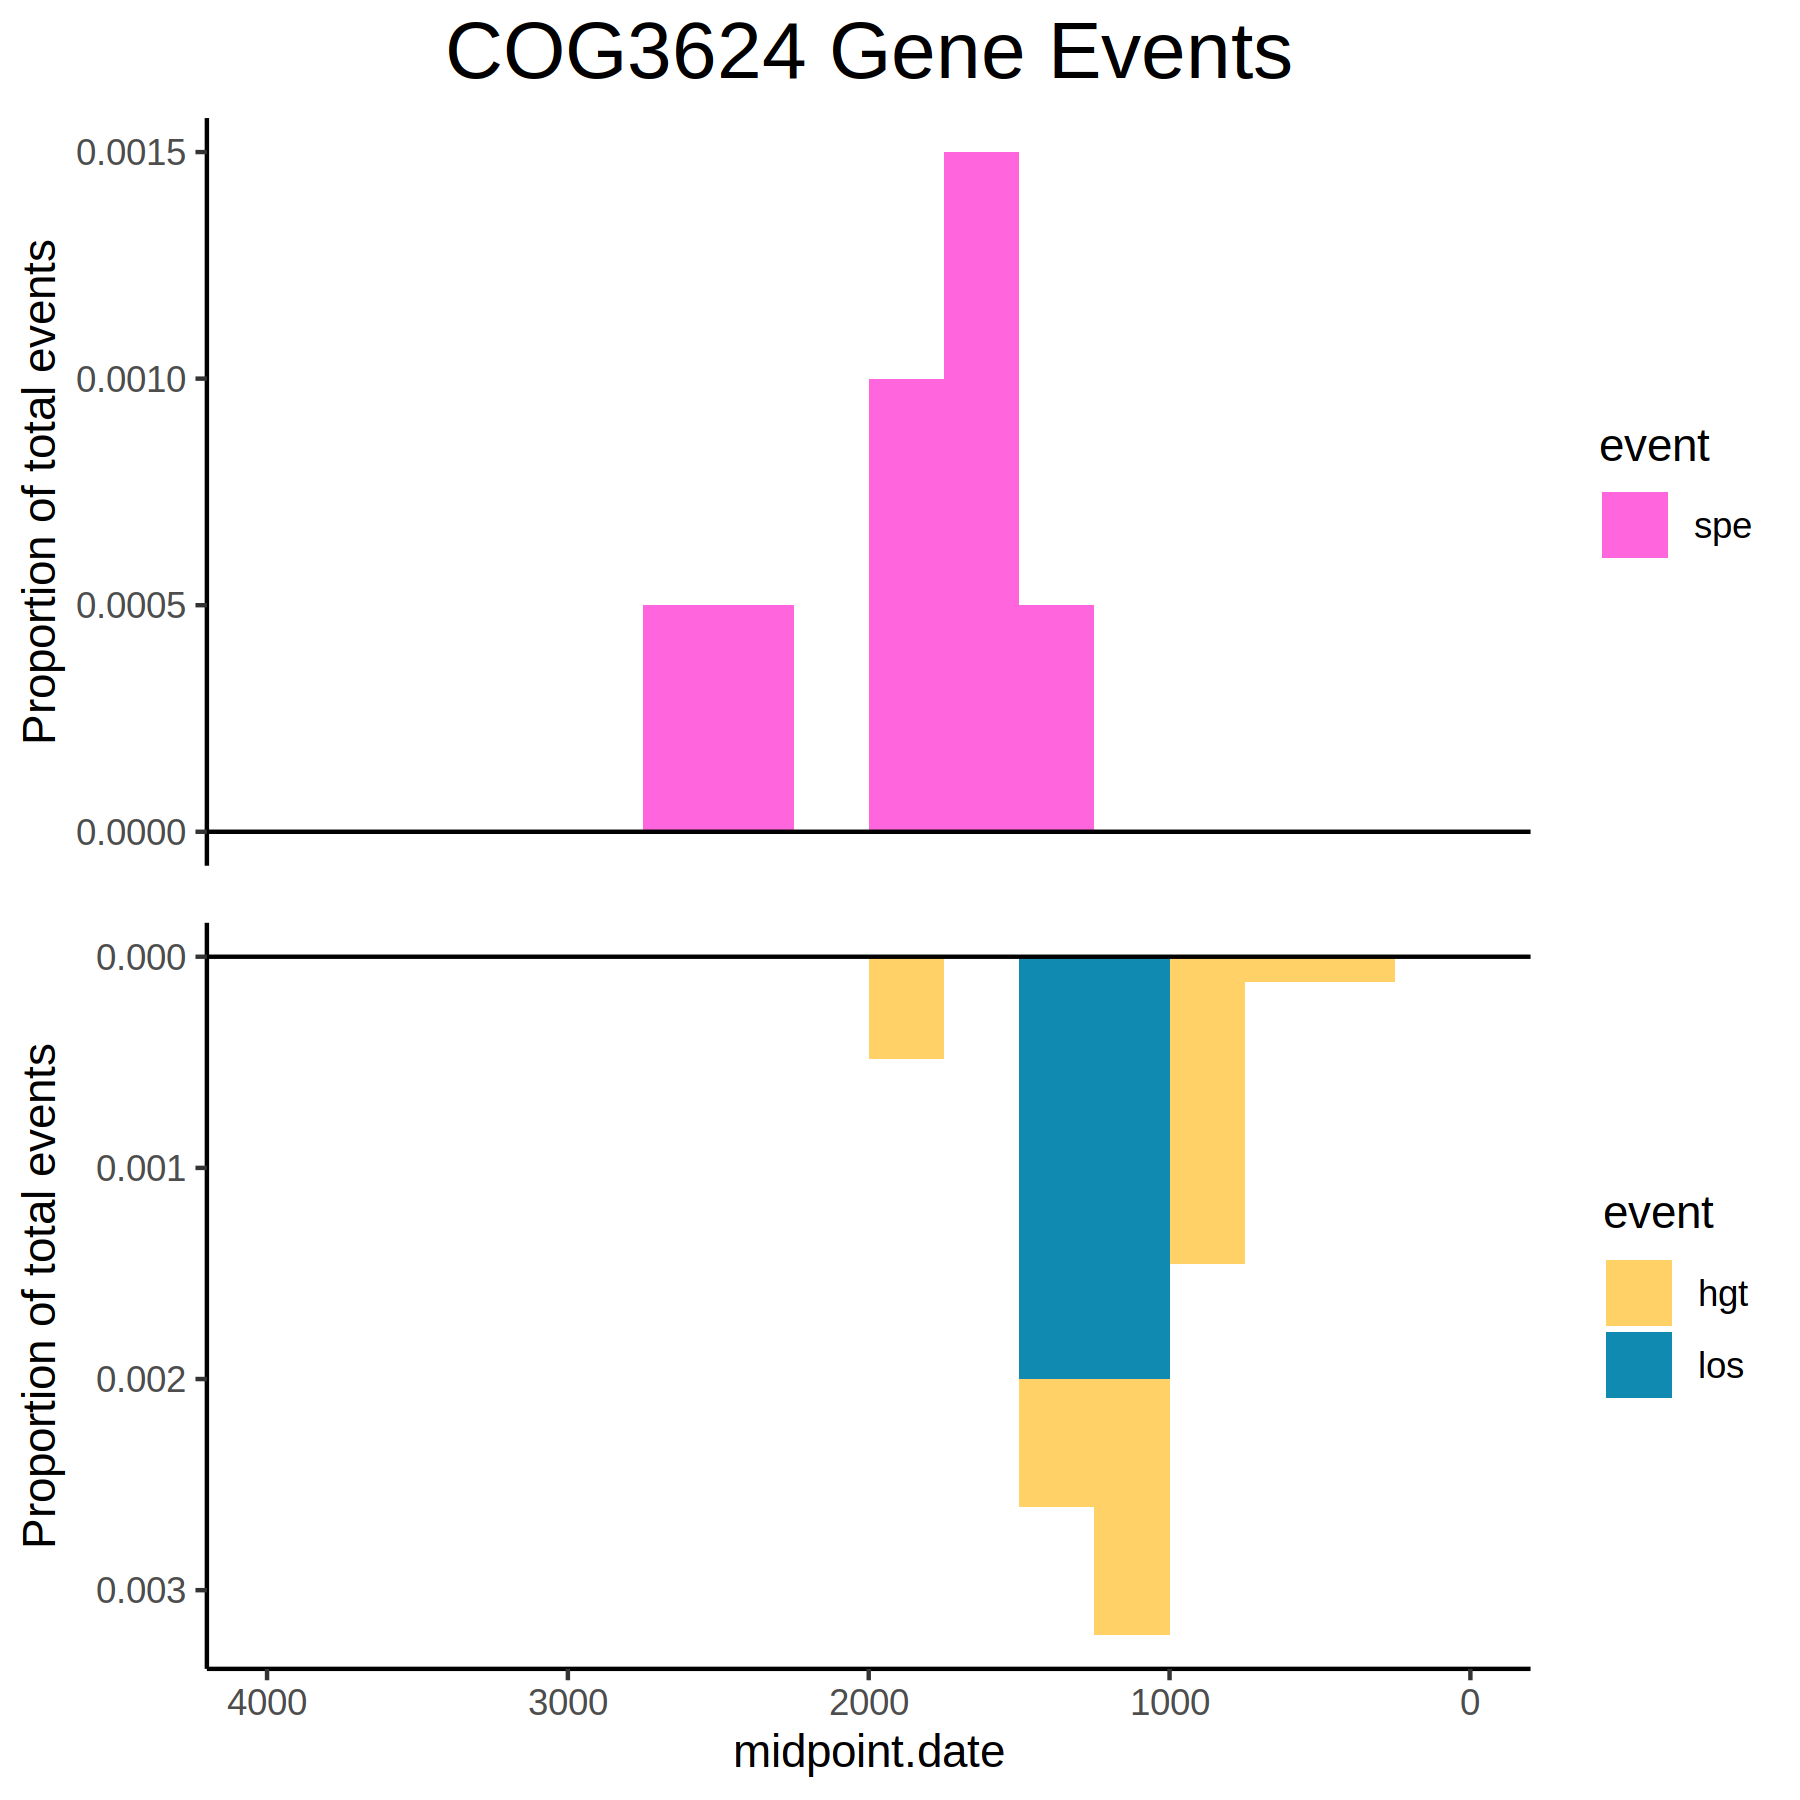 COG3624 Gene Events
0.0015
0.0010
0.0005
0.0000
Proportion of total events
event
spe
0.000
0.001
0.002
0.003
Proportion of total events
event
hgt
los
4000 3000 2000 1000 0
midpoint.date